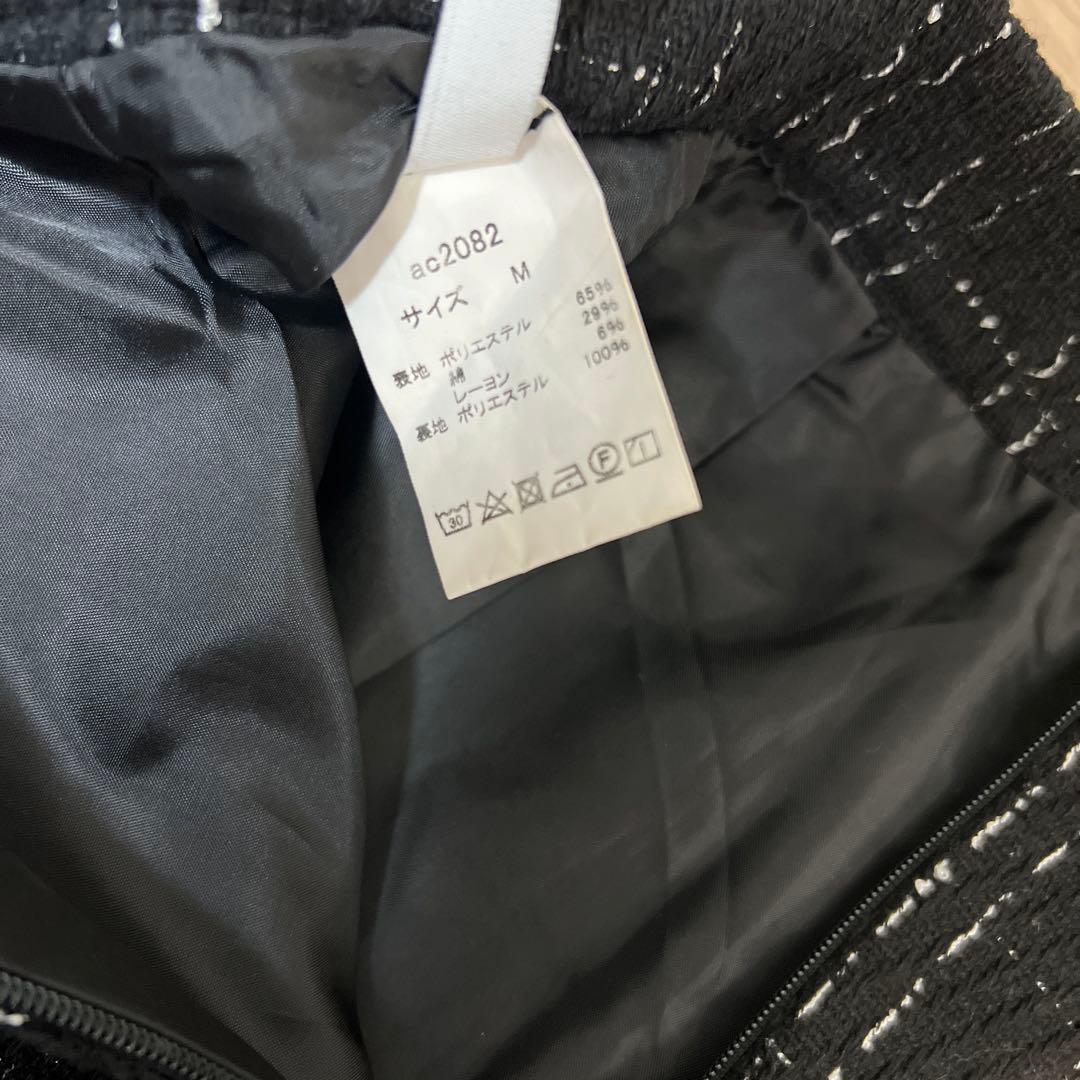 ac2082
サイズ M
表地 ポリエステル 65%
綿 29%
レーヨン 6%
裏地 ポリエステル 100%
30
F